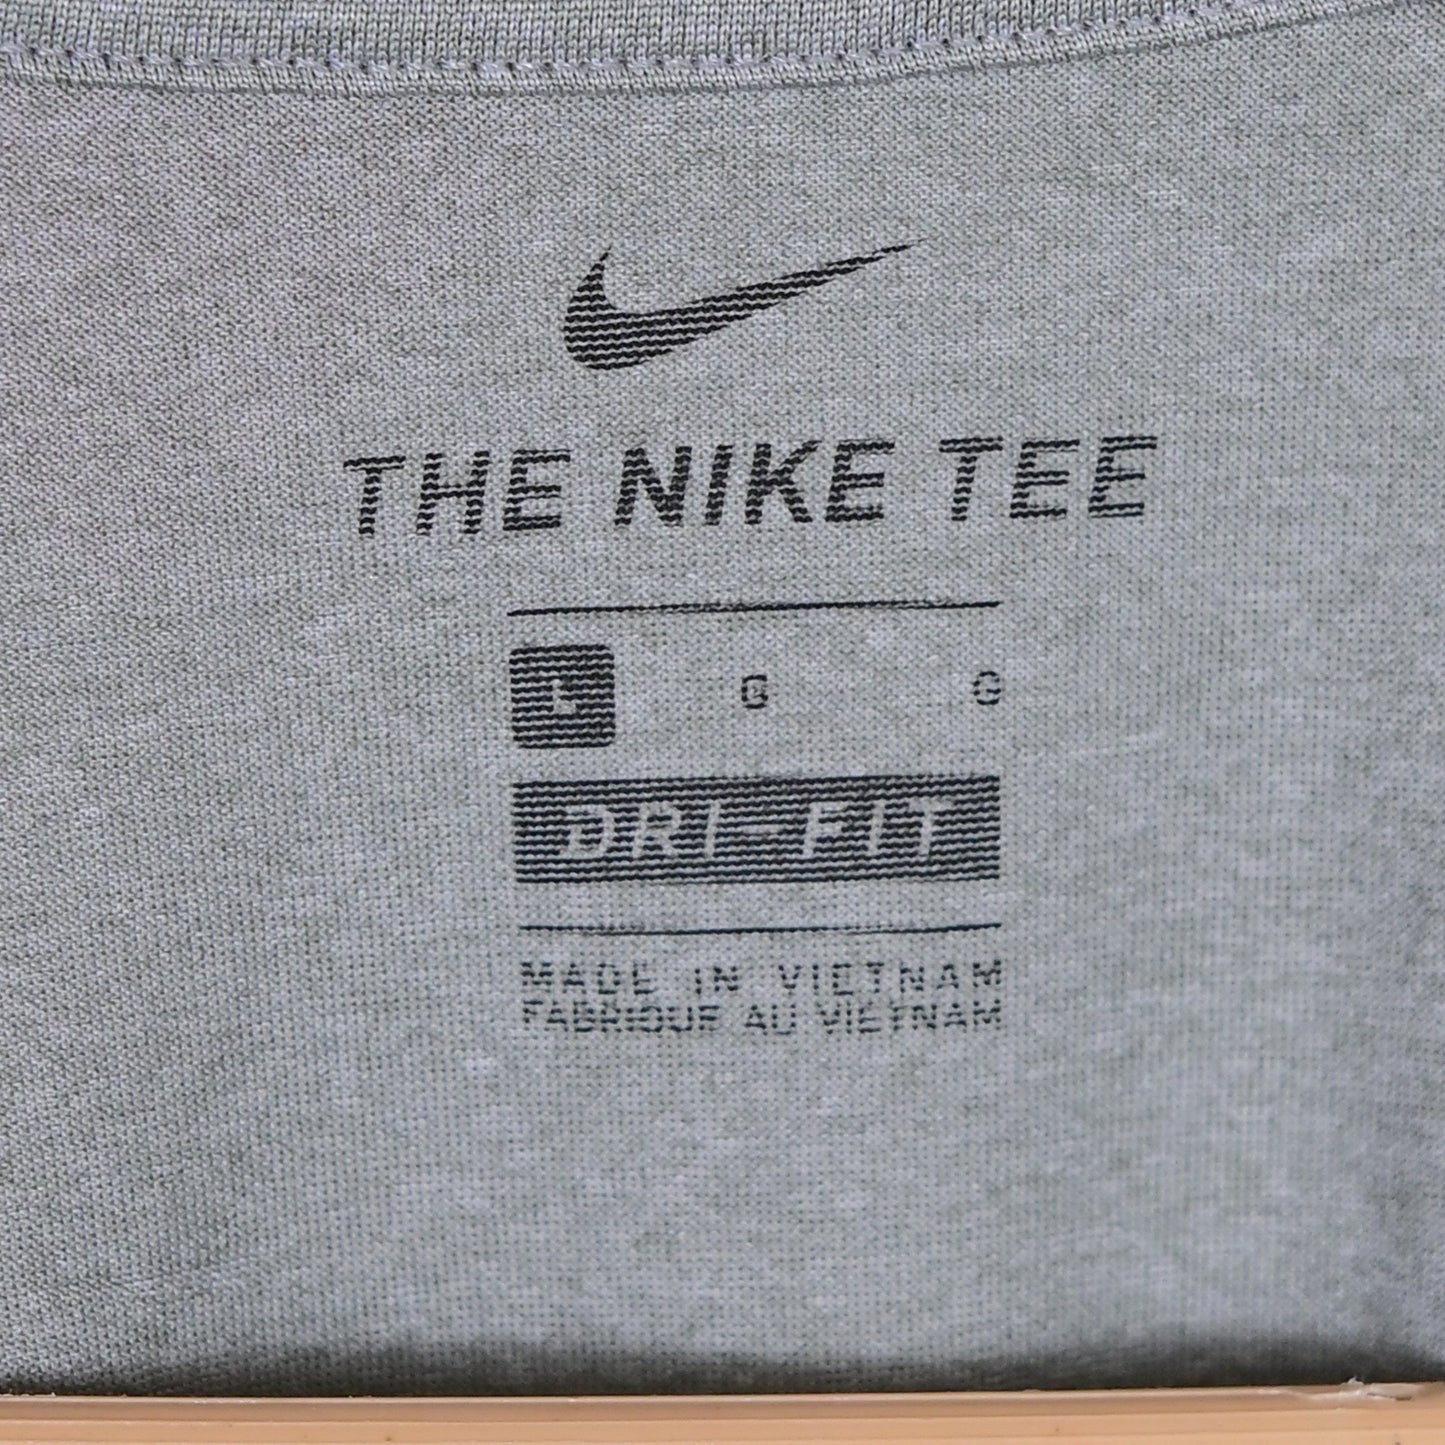 THE NIKE TEE
L G G
DRI-FIT
MADE IN VIETNAM
FABRIQUE AU VIETNAM